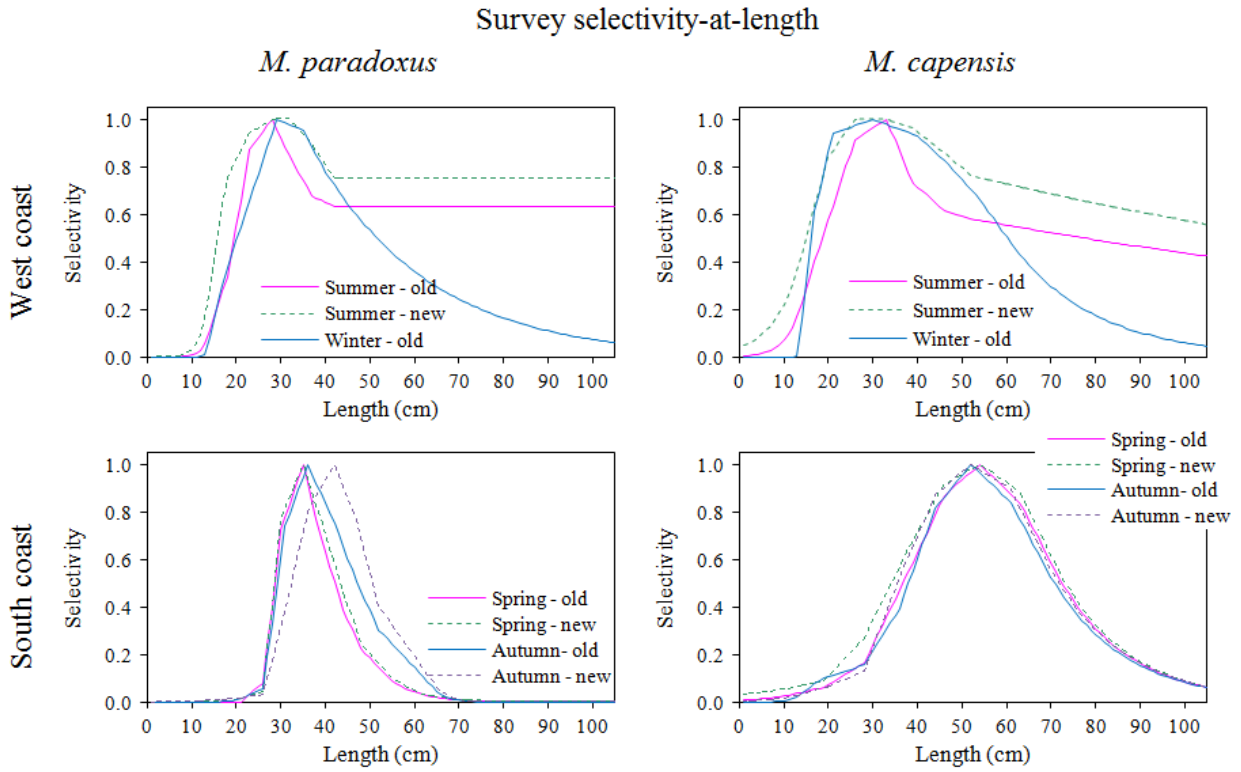 Survey selectivity-at-length
M. paradoxus
M. capensis
West coast
Selectivity
1.0
0.8
0.6
0.4
0.2
0.0
Summer - old
Summer - new
Winter - old
0 10 20 30 40 50 60 70 80 90 100
Length (cm)
Selectivity
1.0
0.8
0.6
0.4
0.2
0.0
Summer - old
Summer - new
Winter - old
0 10 20 30 40 50 60 70 80 90 100
Length (cm)
South coast
Selectivity
1.0
0.8
0.6
0.4
0.2
0.0
Spring - old
Spring - new
Autumn- old
Autumn - new
0 10 20 30 40 50 60 70 80 90 100
Length (cm)
Selectivity
1.0
0.8
0.6
0.4
0.2
0.0
Spring - old
Spring - new
Autumn- old
Autumn - new
0 10 20 30 40 50 60 70 80 90 100
Length (cm)